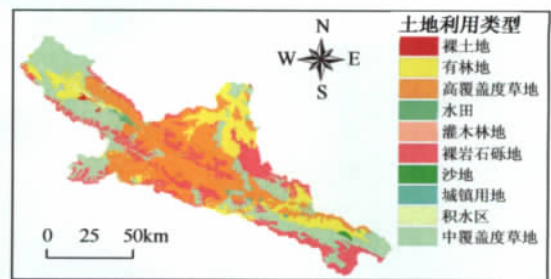 土地利用类型
裸土地
有林地
高覆盖度草地
水田
灌木林地
裸岩石砾地
沙地
城镇用地
积水区
中覆盖度草地
N
W E
S
0 25 50km